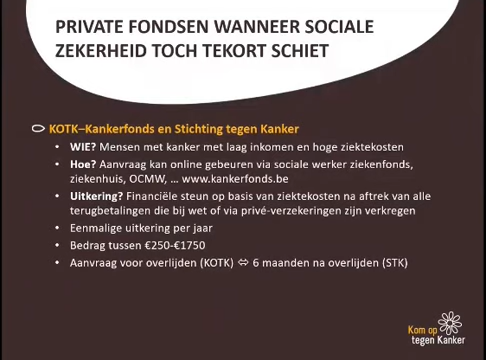 PRIVATE FONDSEN WANNEER SOCIALE
ZEKERHEID TOCH TEKORT SCHIET
KOTK–Kankerfonds en Stichting tegen Kanker
• WIE? Mensen met kanker met laag inkomen en hoge ziektekosten
• Hoe? Aanvraag kan online gebeuren via sociale werker ziekenfonds,
ziekenhuis, OCMW, … www.kankerfonds.be
• Uitkering? Financiële steun op basis van ziektekosten na aftrek van alle
terugbetalingen die bij wet of via privé-verzekeringen zijn verkregen
• Eenmalige uitkering per jaar
• Bedrag tussen €250-€1750
• Aanvraag voor overlijden (KOTK) ⇔ 6 maanden na overlijden (STK)
Kom op
tegen Kanker